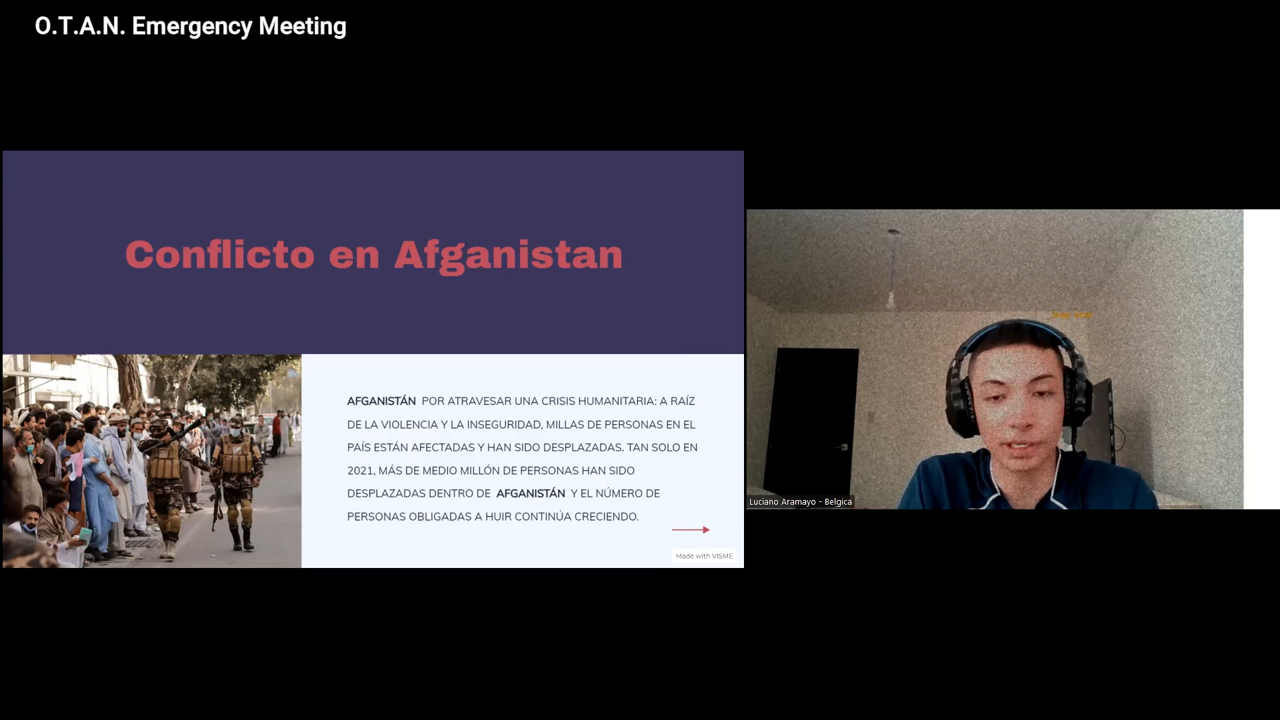 O.T.A.N. Emergency Meeting
Conflicto en Afganistan
AFGANISTÁN POR ATRAVESAR UNA CRISIS HUMANITARIA: A RAÍZ
DE LA VIOLENCIA Y LA INSEGURIDAD, MILLAS DE PERSONAS EN EL
PAÍS ESTÁN AFECTADAS Y HAN SIDO DESPLAZADAS. TAN SOLO EN
2021, MÁS DE MEDIO MILLÓN DE PERSONAS HAN SIDO
DESPLAZADAS DENTRO DE AFGANISTÁN Y EL NÚMERO DE
PERSONAS OBLIGADAS A HUIR CONTINÚA CRECIENDO.
Made with VISME
Luciano Aramayo - Belgica